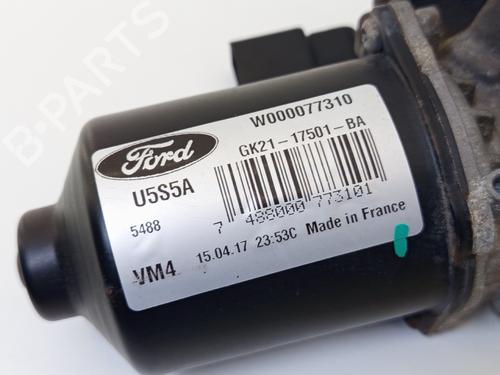 B-PARTS
W000077310
Ford
GK21-17501-BA
U5S5A
5488
7 488000 773101
VM4
15.04.17 23:53C Made in France